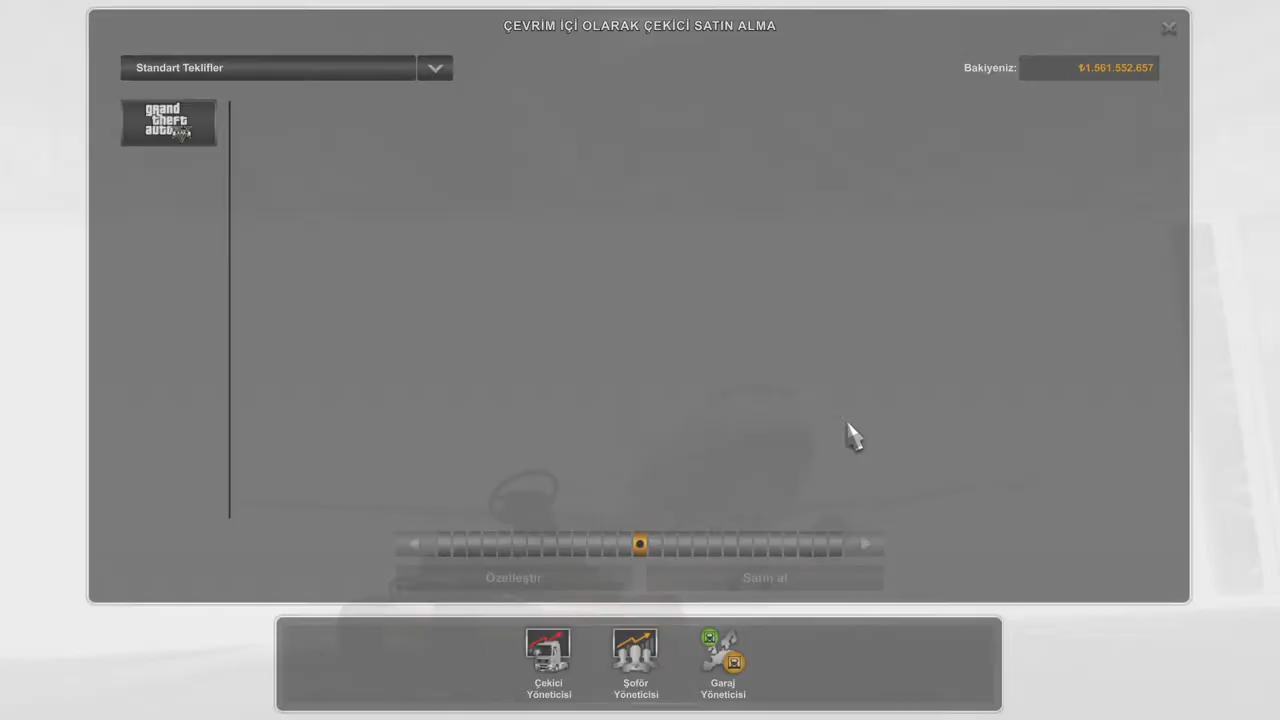 ÇEVRİM İÇİ OLARAK ÇEKİCİ SATIN ALMA
Standart Teklifler
Bakiyeniz: ₺1.561.552.657
grand
theft
auto
Özelleştir
Satın al
Çekici
Yöneticisi
Şoför
Yöneticisi
Garaj
Yöneticisi